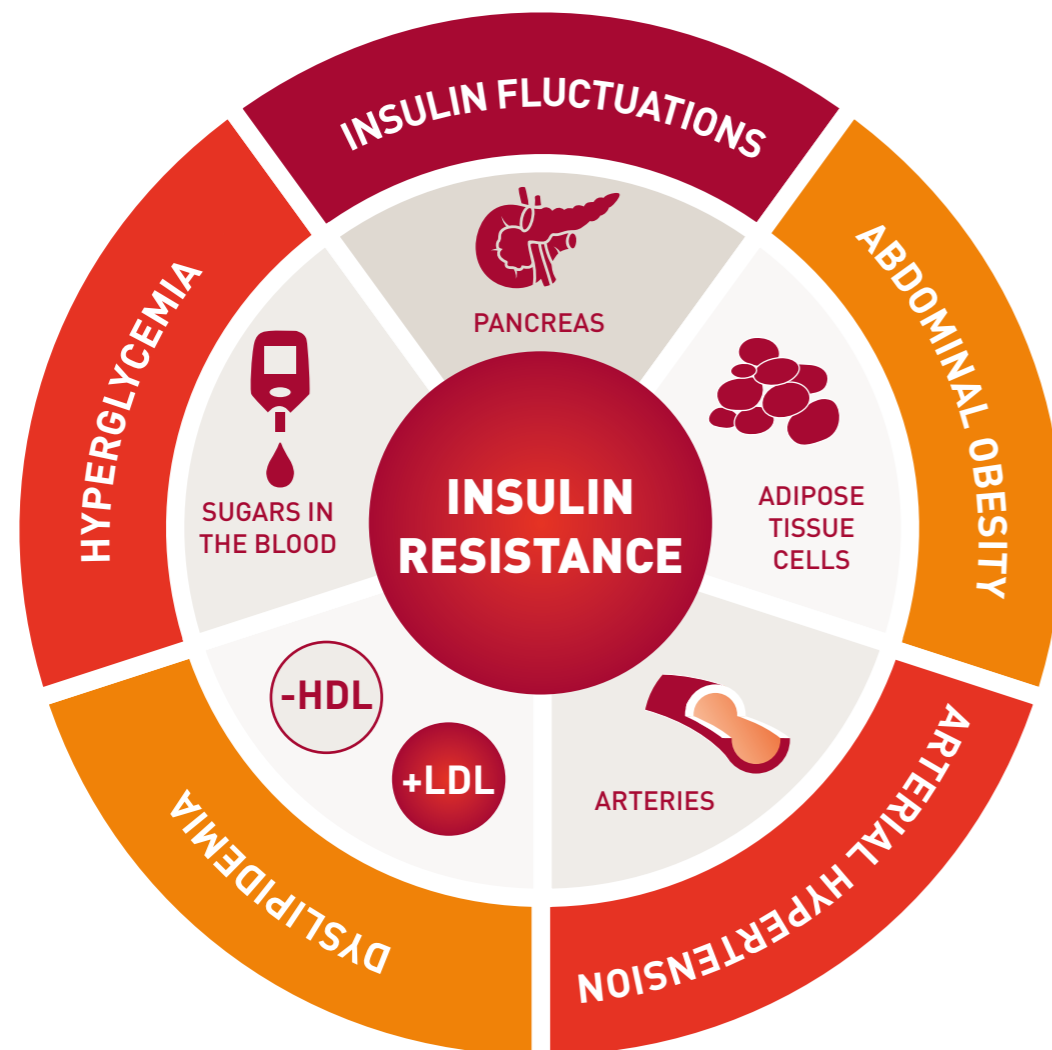 INSULIN FLUCTUATIONS
PANCREAS
ABDOMINAL OBESITY
ADIPOSE
TISSUE
CELLS
ARTERIAL HYPERTENSION
ARTERIES
DYSLIPIDEMIA
-HDL
+LDL
HYPERGLYCEMIA
SUGARS IN
THE BLOOD
INSULIN
RESISTANCE